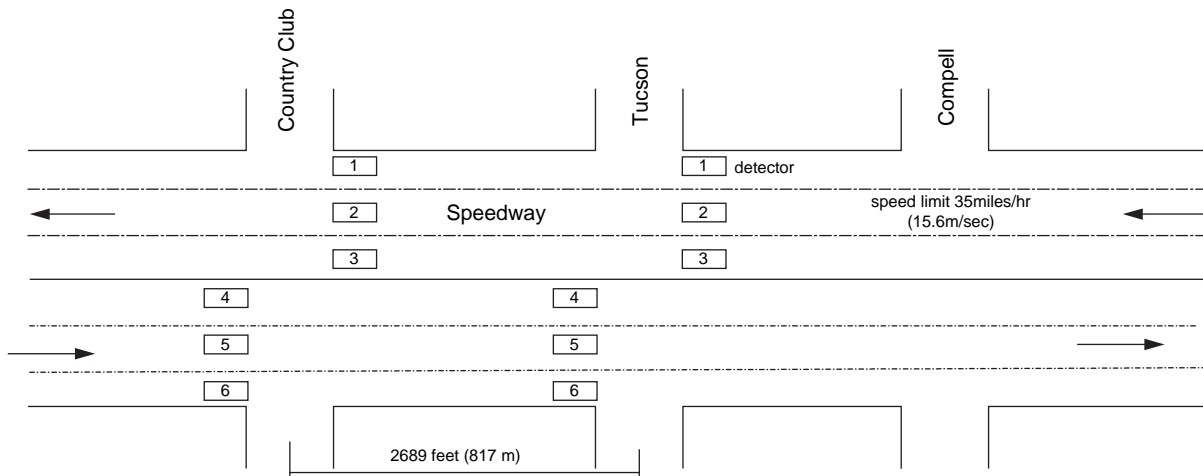 Country Club
Tucson
Compell
1
1
detector
2
Speedway
2
speed limit 35miles/hr
(15.6m/sec)
3
3
4
4
5
5
6
6
2689 feet (817 m)